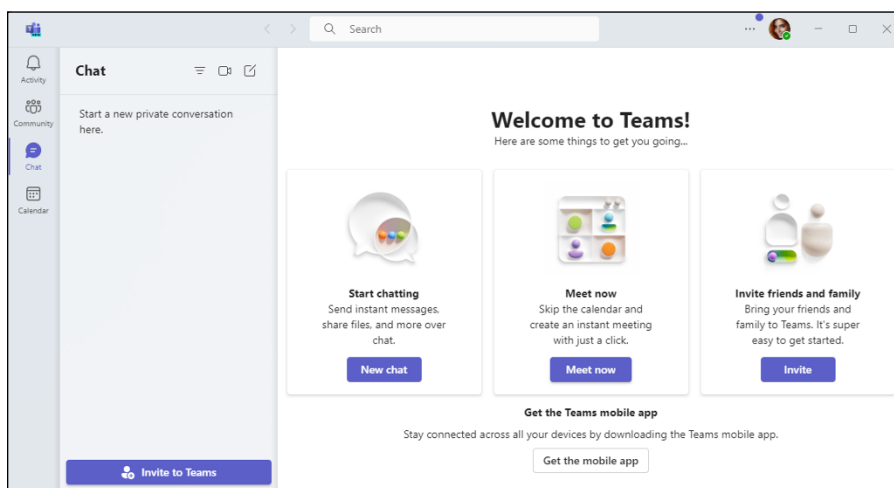 Search
Activity
Community
Chat
Calendar
Chat
Start a new private conversation
here.
Invite to Teams
Welcome to Teams!
Here are some things to get you going...
Start chatting
Send instant messages,
share files, and more over
chat.
New chat
Meet now
Skip the calendar and
create an instant meeting
with just a click.
Meet now
Invite friends and family
Bring your friends and
family to Teams. It's super
easy to get started.
Invite
Get the Teams mobile app
Stay connected across all your devices by downloading the Teams mobile app.
Get the mobile app